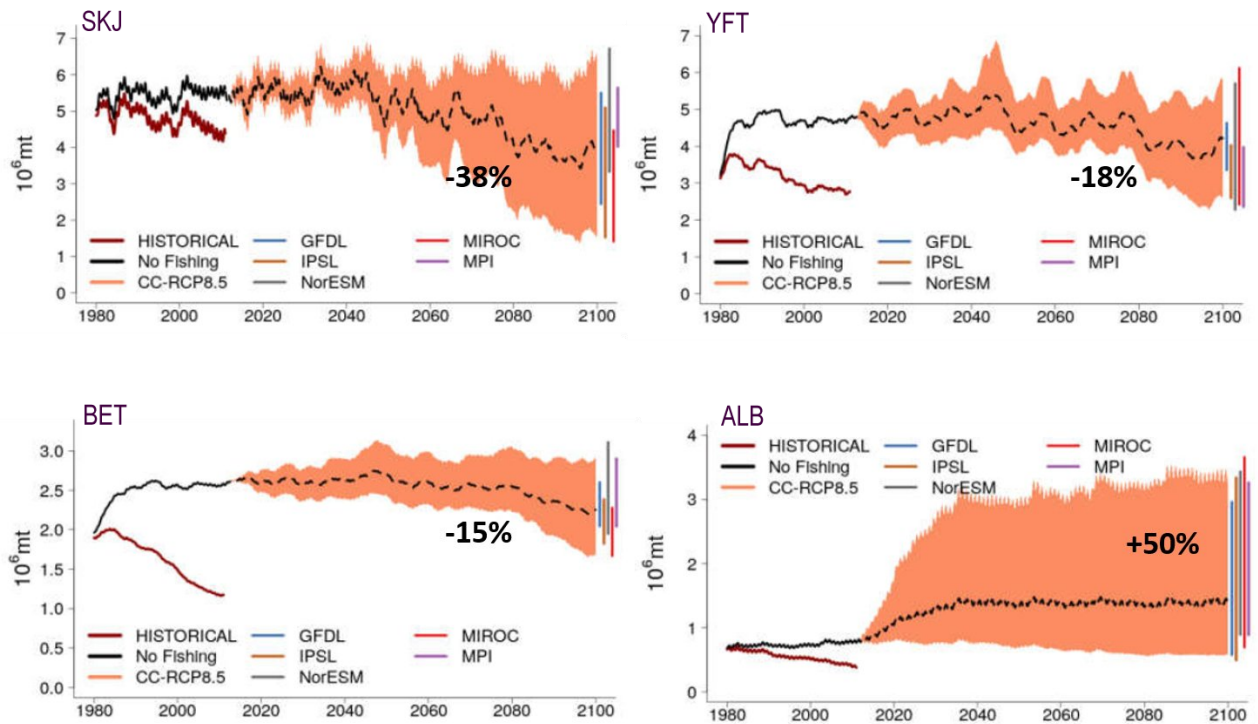 SKJ
7
6
5
4
3
2
1
0
10⁶mt
-38%
HISTORICAL GFDL MIROC
No Fishing IPSL MPI
CC-RCP8.5 NorESM
1980 2000 2020 2040 2060 2080 2100
YFT
7
6
5
4
3
2
1
0
10⁶mt
-18%
HISTORICAL GFDL MIROC
No Fishing IPSL MPI
CC-RCP8.5 NorESM
1980 2000 2020 2040 2060 2080 2100
BET
3.0
2.5
2.0
1.5
1.0
0.5
0.0
10⁶mt
-15%
HISTORICAL GFDL MIROC
No Fishing IPSL MPI
CC-RCP8.5 NorESM
1980 2000 2020 2040 2060 2080 2100
ALB
4
3
2
1
0
10⁶mt
HISTORICAL GFDL MIROC
No Fishing IPSL MPI
CC-RCP8.5 NorESM
+50%
1980 2000 2020 2040 2060 2080 2100